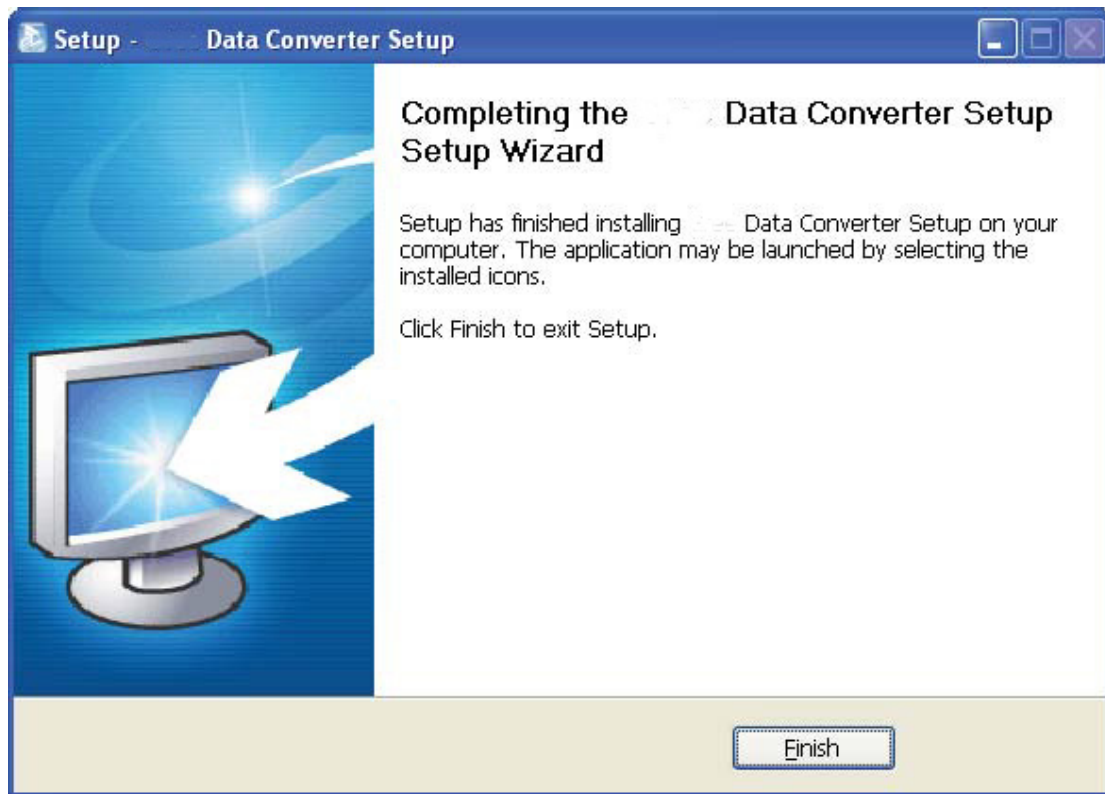 Setup - Data Converter Setup
Completing the Data Converter Setup
Setup Wizard
Setup has finished installing Data Converter Setup on your
computer. The application may be launched by selecting the
installed icons.
Click Finish to exit Setup.
Finish